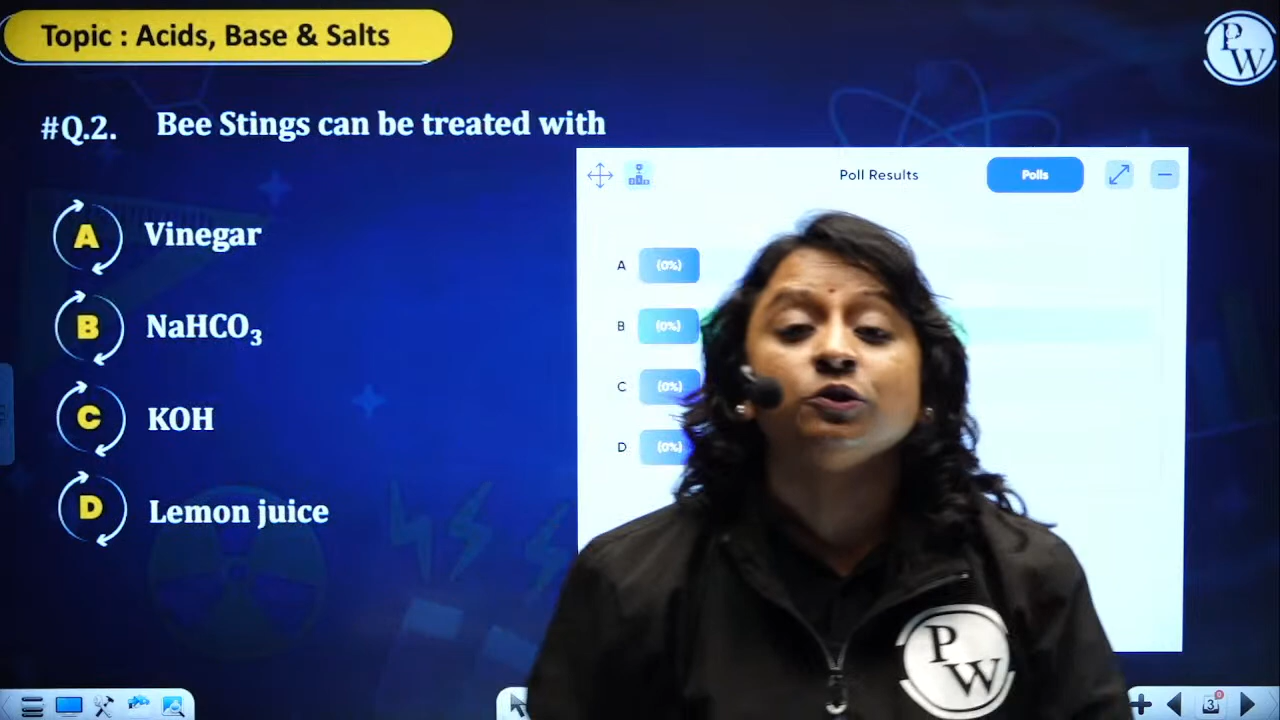 Topic : Acids, Base & Salts
PW
#Q.2. Bee Stings can be treated with
Poll Results
Polls
A Vinegar
B NaHCO₃
C KOH
D Lemon juice
A (0%)
B (0%)
C (0%)
D (0%)
PW
3